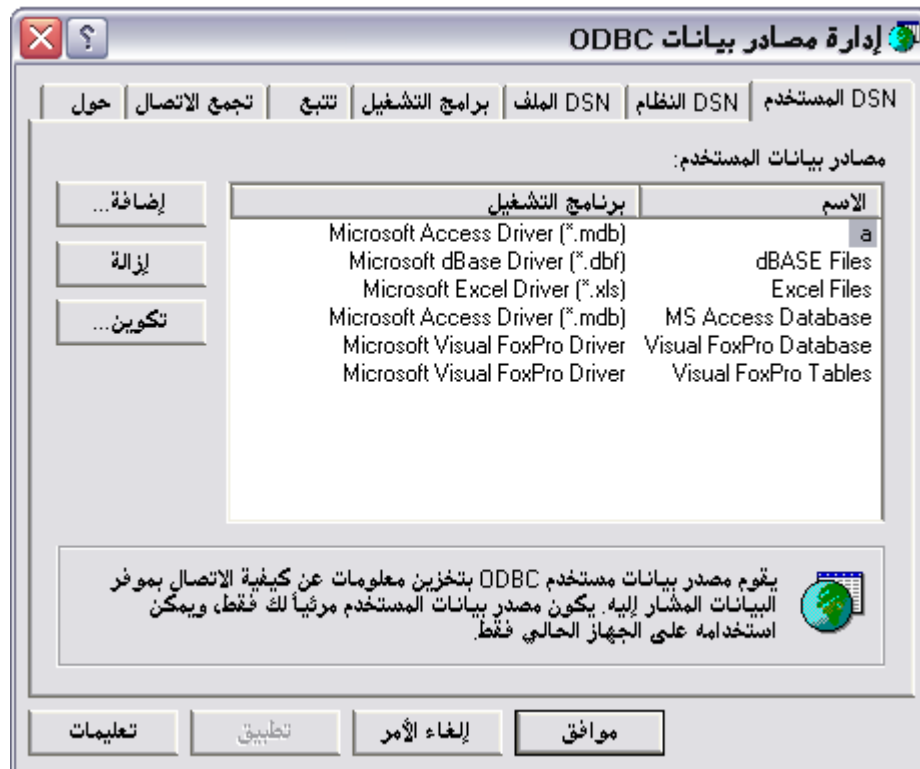 إدارة مصادر بيانات ODBC
DSN المستخدم
DSN النظام
DSN الملف
برامج التشغيل
تتبع
تجمع الاتصال
حول
مصادر بيانات المستخدم:
الاسم برنامج التشغيل
a Microsoft Access Driver (*.mdb)
dBASE Files Microsoft dBase Driver (*.dbf)
Excel Files Microsoft Excel Driver (*.xls)
MS Access Database Microsoft Access Driver (*.mdb)
Visual FoxPro Database Microsoft Visual FoxPro Driver
Visual FoxPro Tables Microsoft Visual FoxPro Driver
إضافة...
إزالة
تكوين...
يقوم مصدر بيانات مستخدم ODBC بتخزين معلومات عن كيفية الاتصال بموفر
البيانات المشار إليه. يكون مصدر بيانات المستخدم مرئياً لك فقط، ويمكن
استخدامه على الجهاز الحالي فقط.
موافق
إلغاء الأمر
تطبيق
تعليمات